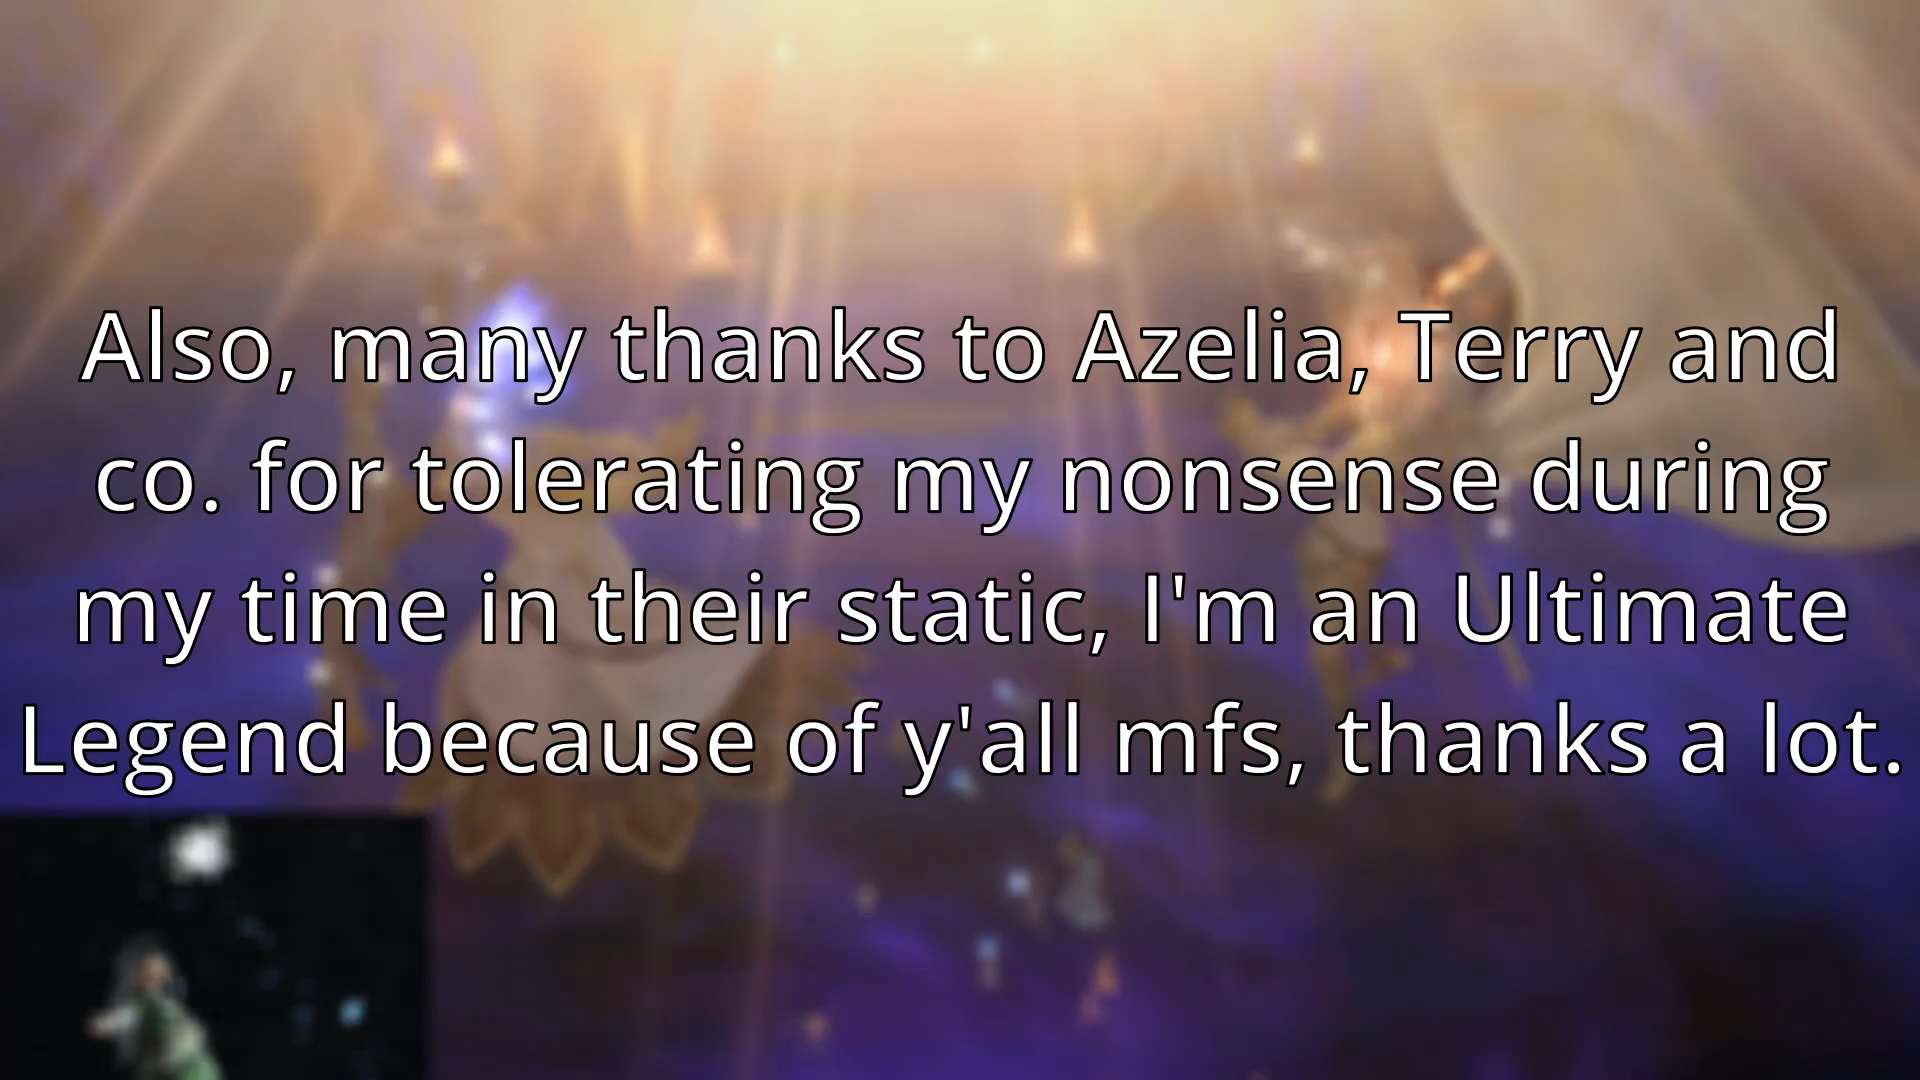 Also, many thanks to Azelia, Terry and
co. for tolerating my nonsense during
my time in their static, I'm an Ultimate
Legend because of y'all mfs, thanks a lot.